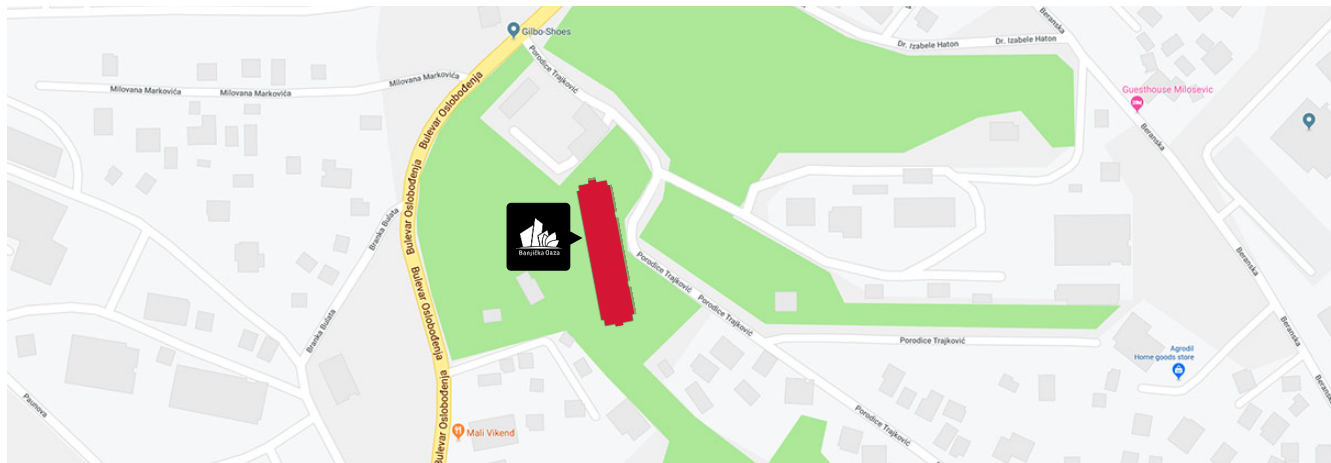 Gilbo-Shoes
Porodice Trajković
Dr. Izabele Haton
Dr. Izabele Haton
Beranska
Milovana Markovića
Milovana Markovića
Milovana Markovića
Bulevar Oslobođenja
Guesthouse Milosevic
Beranska
Bulevar Oslobođenja
Branka Bulata
Banjička Oaza
Porodice Trajković
Bulevar Oslobođenja
Porodice Trajković
Branka Bulata
Beranska
Porodice Trajković
Agrodil
Home goods store
Bulevar Oslobođenja
Beranska
Paunova
Mali Vikend
Porodice Trajković